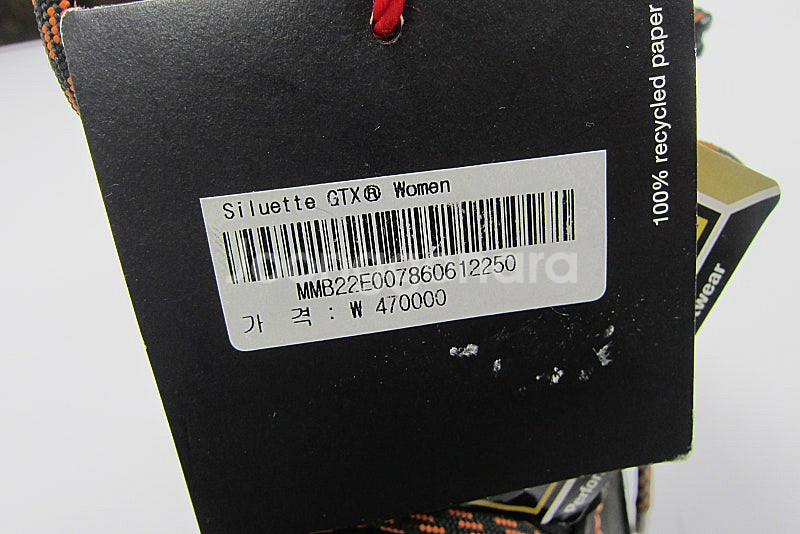 100% recycled paper
Siluette GTX® Women
MMB22E007860612250
가 격 : ₩ 470000